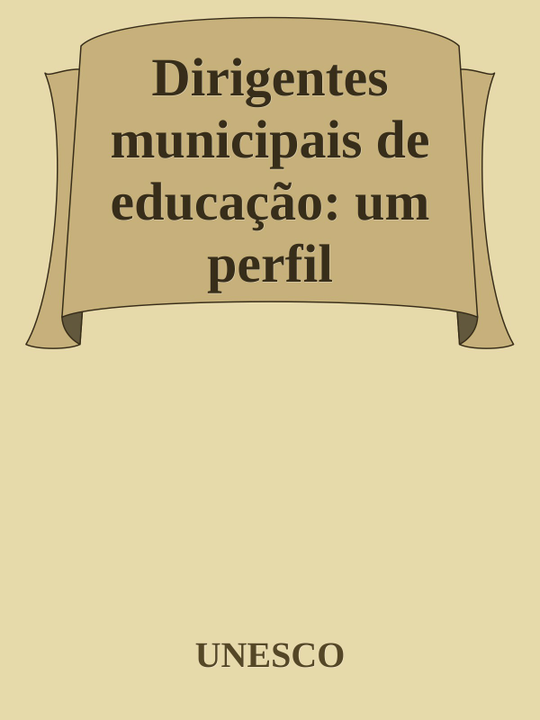 Dirigentes
municipais de
educação: um
perfil
UNESCO